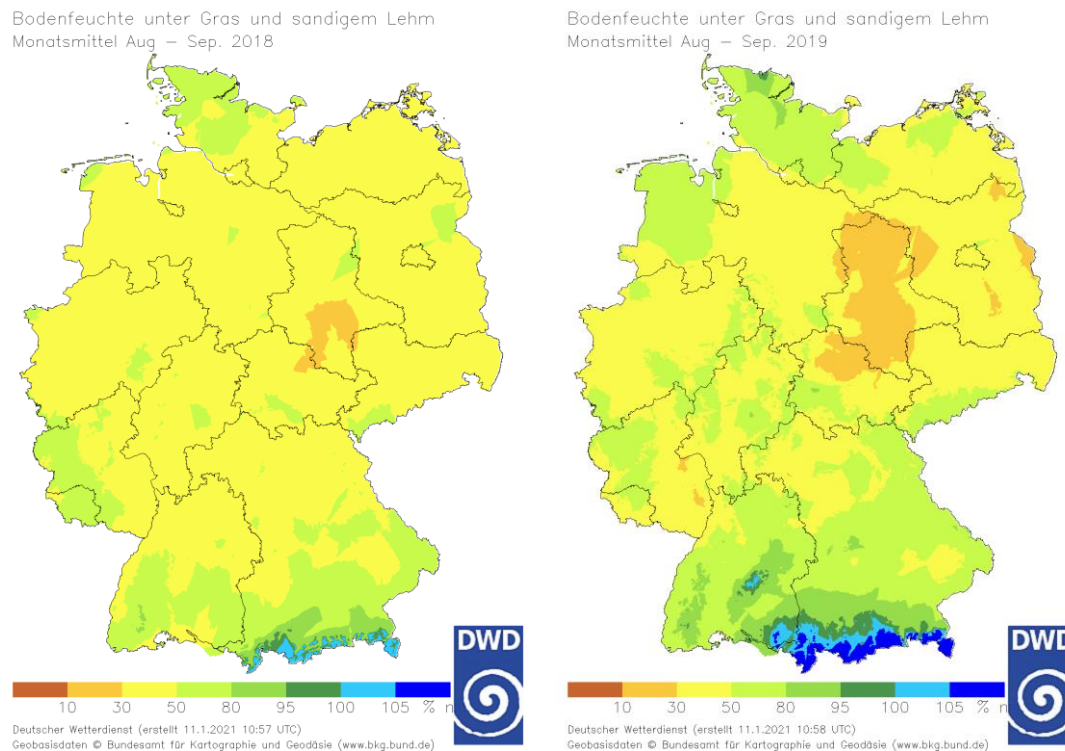 Bodenfeuchte unter Gras und sandigem Lehm
Monatsmittel Aug – Sep. 2018
DWD
10 30 50 80 95 100 105 % n
Deutscher Wetterdienst (erstellt 11.1.2021 10:57 UTC)
Geobasisdaten © Bundesamt für Kartographie und Geodäsie (www.bkg.bund.de)
Bodenfeuchte unter Gras und sandigem Lehm
Monatsmittel Aug – Sep. 2019
DWD
10 30 50 80 95 100 105 % n
Deutscher Wetterdienst (erstellt 11.1.2021 10:58 UTC)
Geobasisdaten © Bundesamt für Kartographie und Geodäsie (www.bkg.bund.de)